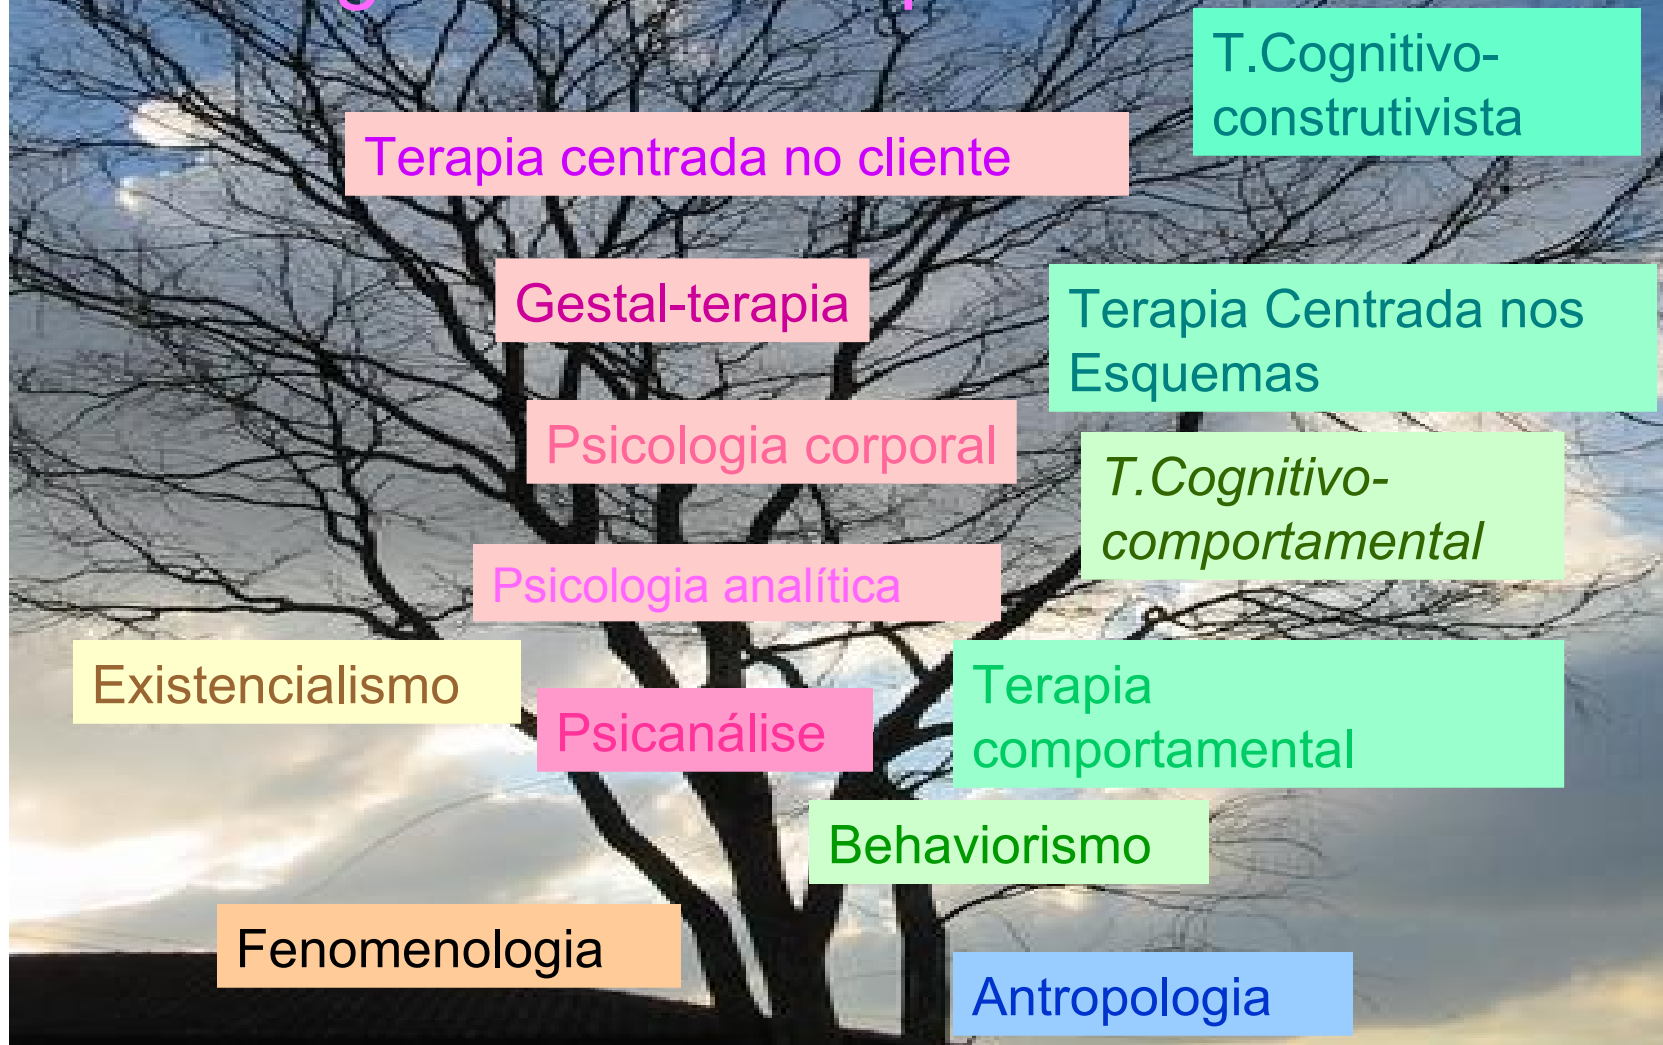 T.Cognitivo-
construtivista
Terapia centrada no cliente
Gestal-terapia
Terapia Centrada nos
Esquemas
Psicologia corporal
T.Cognitivo-
comportamental
Psicologia analítica
Existencialismo
Psicanálise
Terapia
comportamental
Behaviorismo
Fenomenologia
Antropologia